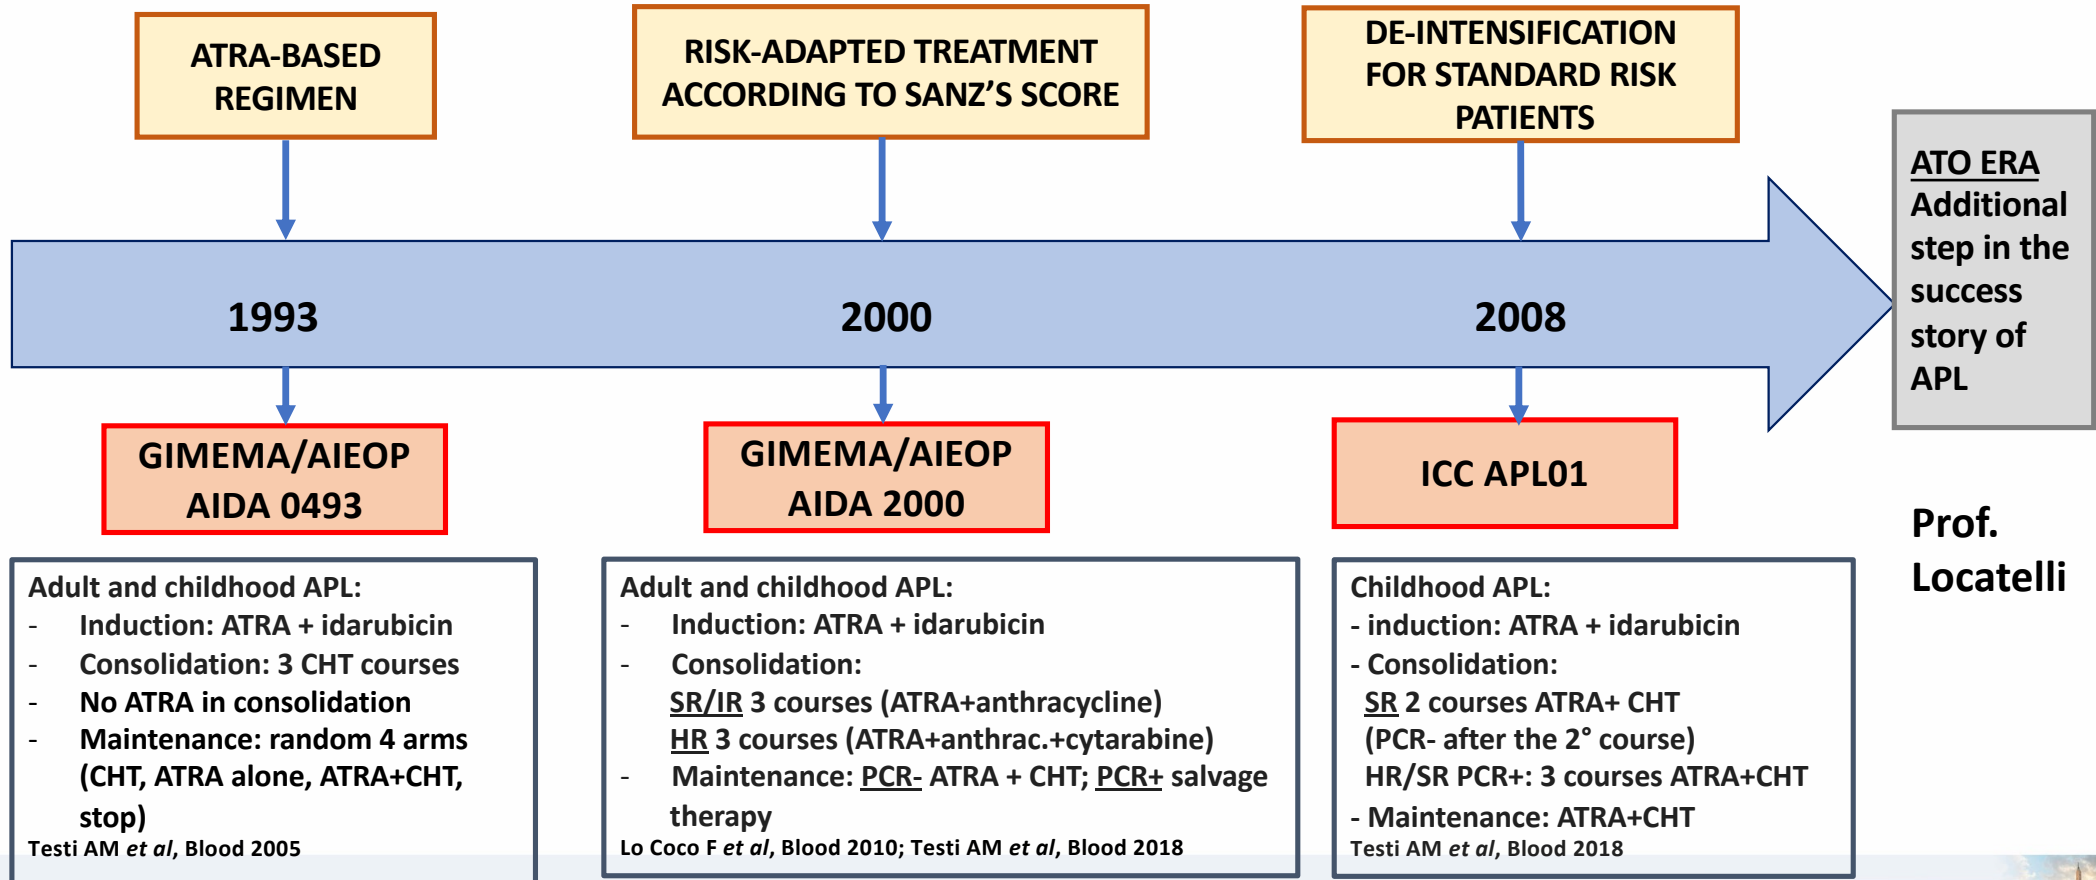 ATRA-BASED
REGIMEN
RISK-ADAPTED TREATMENT
ACCORDING TO SANZ’S SCORE
DE-INTENSIFICATION
FOR STANDARD RISK
PATIENTS
ATO ERA
Additional
step in the
success
story of
APL
1993
2000
2008
GIMEMA/AIEOP
AIDA 0493
GIMEMA/AIEOP
AIDA 2000
ICC APL01
Prof.
Locatelli
Adult and childhood APL:
- Induction: ATRA + idarubicin
- Consolidation: 3 CHT courses
- No ATRA in consolidation
- Maintenance: random 4 arms
(CHT, ATRA alone, ATRA+CHT,
stop)
Testi AM et al, Blood 2005
Adult and childhood APL:
- Induction: ATRA + idarubicin
- Consolidation:
SR/IR 3 courses (ATRA+anthracycline)
HR 3 courses (ATRA+anthrac.+cytarabine)
- Maintenance: PCR- ATRA + CHT; PCR+ salvage
therapy
Lo Coco F et al, Blood 2010; Testi AM et al, Blood 2018
Childhood APL:
- induction: ATRA + idarubicin
- Consolidation:
SR 2 courses ATRA+ CHT
(PCR- after the 2° course)
HR/SR PCR+: 3 courses ATRA+CHT
- Maintenance: ATRA+CHT
Testi AM et al, Blood 2018